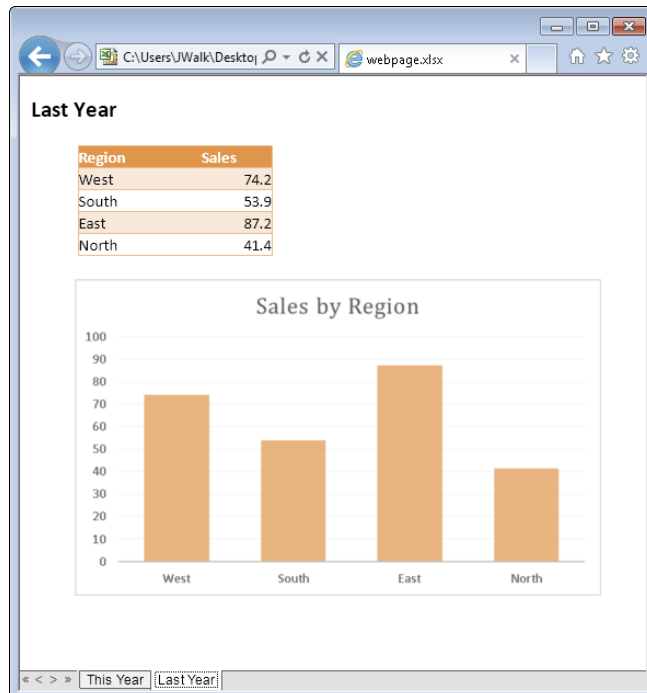 C:\Users\JWalk\Desktop
webpage.xlsx
Last Year
Region Sales
West 74.2
South 53.9
East 87.2
North 41.4
Sales by Region
100
90
80
70
60
50
40
30
20
10
0
West South East North
« < > » This Year Last Year